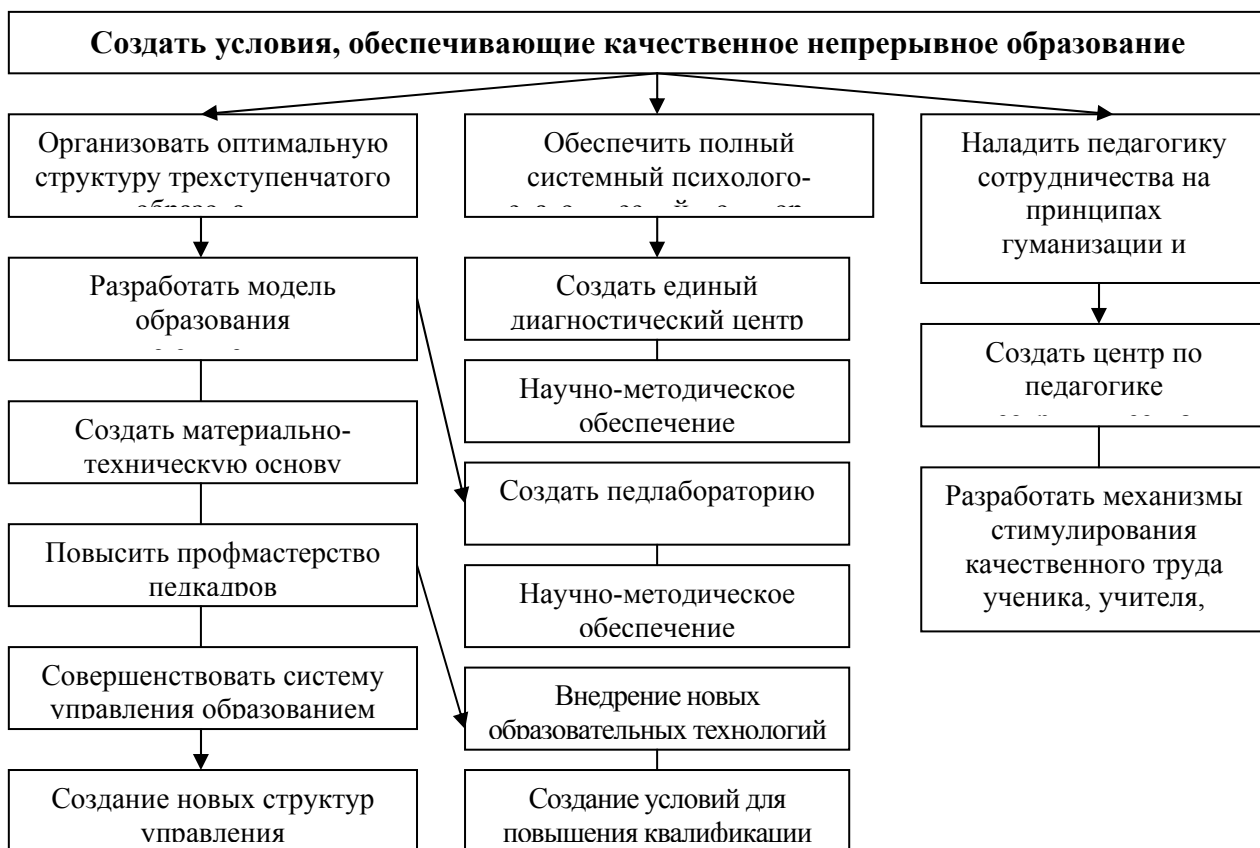 Создать условия, обеспечивающие качественное непрерывное образование
Организовать оптимальную
структуру трехступенчатого
Разработать модель
образования
Создать материально-
техническую основу
Повысить профмастерство
педкадров
Совершенствовать систему
управления образованием
Создание новых структур
управления
Обеспечить полный
системный психолого-
Создать единый
диагностический центр
Научно-методическое
обеспечение
Создать педлабораторию
Научно-методическое
обеспечение
Внедрение новых
образовательных технологий
Создание условий для
повышения квалификации
Наладить педагогику
сотрудничества на
принципах
гуманизации и
Создать центр по
педагогике
Разработать механизмы
стимулирования
качественного труда
ученика, учителя,